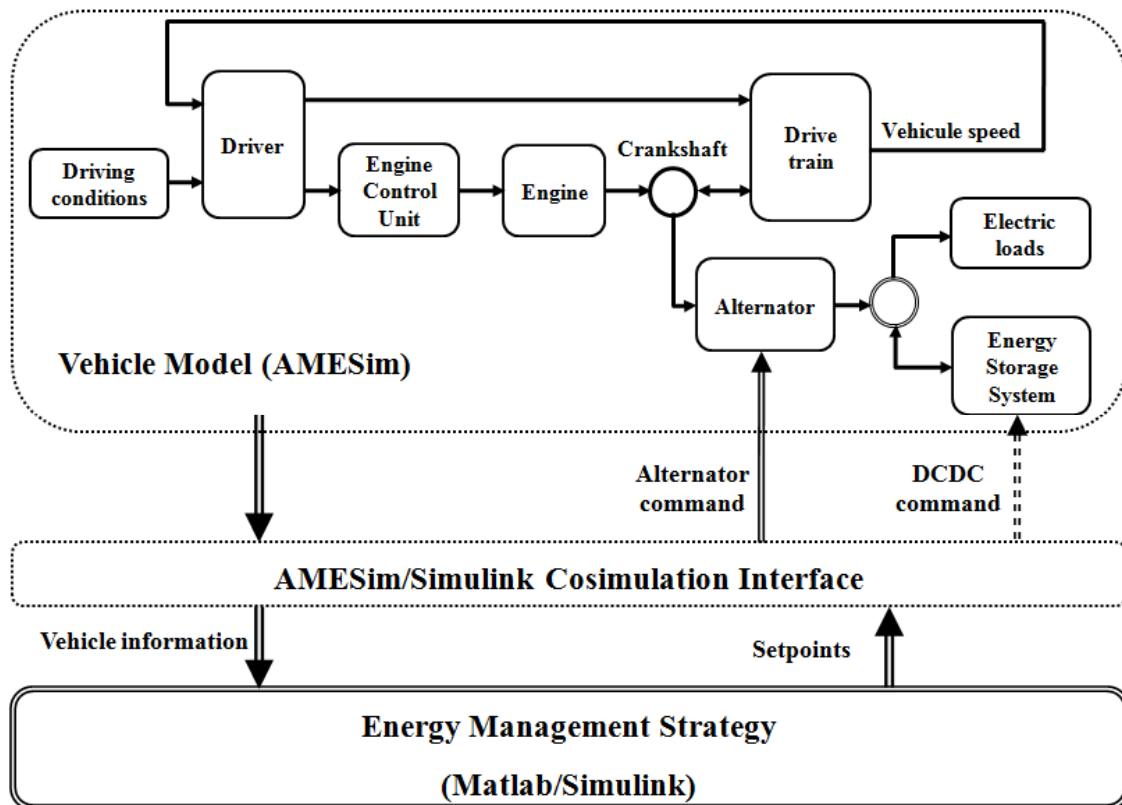 Driver
Drive
train
Vehicule speed
Crankshaft
Driving
conditions
Engine
Control
Unit
Engine
Electric
loads
Alternator
Energy
Storage
System
Vehicle Model (AMESim)
Alternator
command
DCDC
command
AMESim/Simulink Cosimulation Interface
Vehicle information
Setpoints
Energy Management Strategy
(Matlab/Simulink)